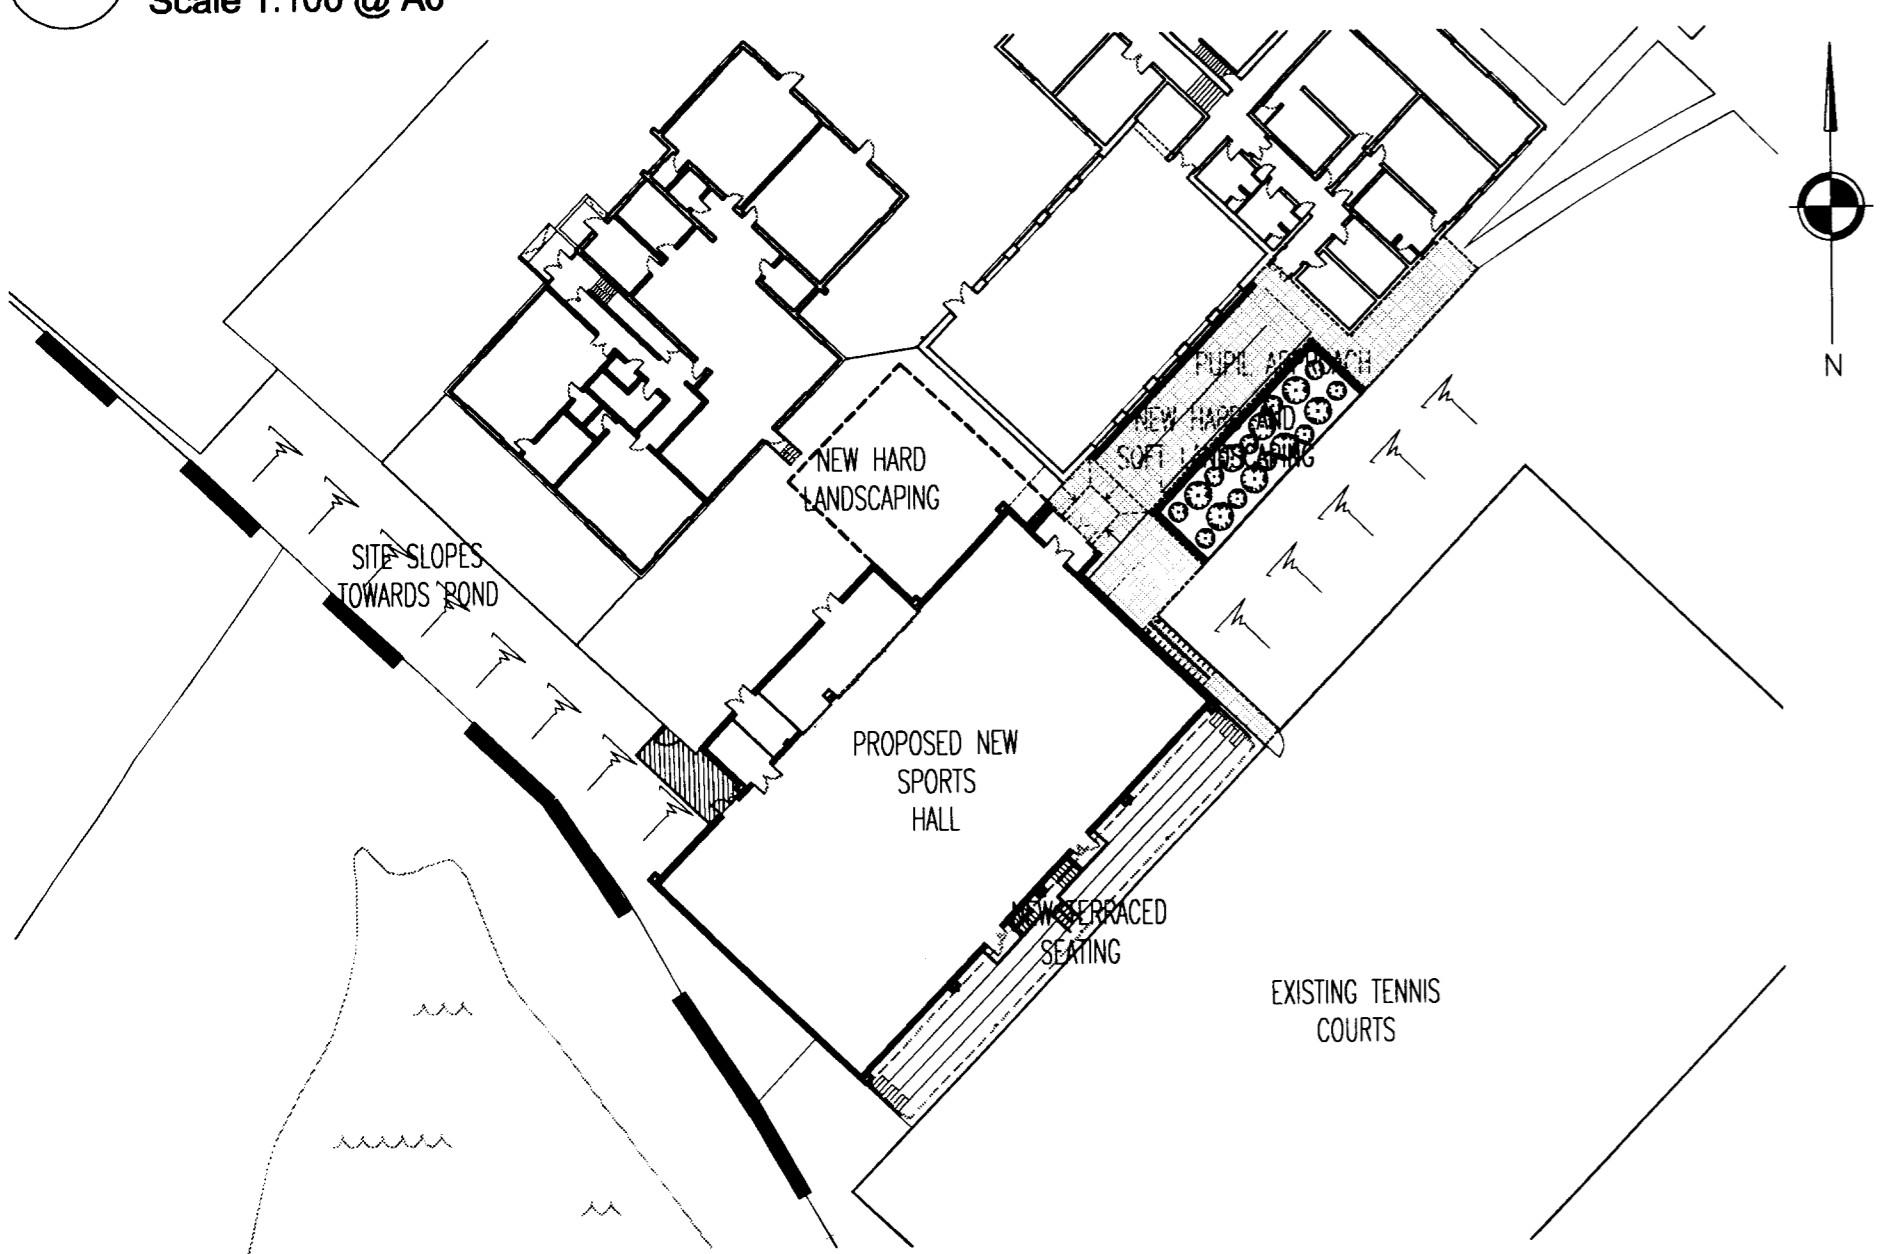 Scale 1:100 @ A0
N
PUPIL APPROACH
NEW HARD AND
SOFT LANDSCAPING
NEW HARD
LANDSCAPING
SITE SLOPES
TOWARDS POND
PROPOSED NEW
SPORTS
HALL
NEW TERRACED
SEATING
EXISTING TENNIS
COURTS